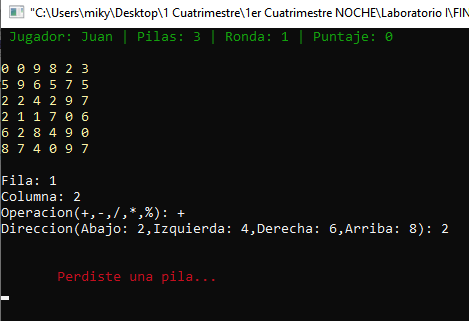 "C:\Users\miky\Desktop\1 Cuatrimestre\1er Cuatrimestre NOCHE\Laboratorio I\FIN
Jugador: Juan | Pilas: 3 | Ronda: 1 | Puntaje: 0
0 0 9 8 2 3
5 9 6 5 7 5
2 2 4 2 9 7
2 1 1 7 0 6
6 2 8 4 9 0
8 7 4 0 9 7
Fila: 1
Columna: 2
Operacion(+,-,/,*,%): +
Direccion(Abajo: 2,Izquierda: 4,Derecha: 6,Arriba: 8): 2
Perdiste una pila...